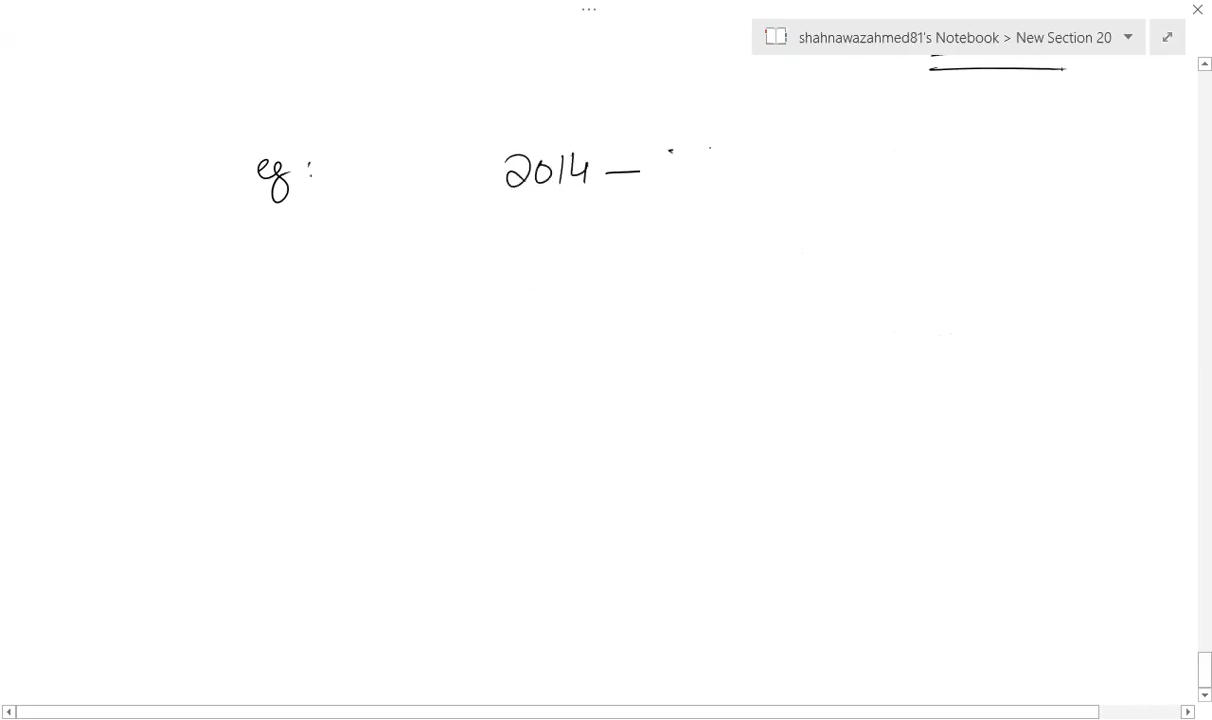 shahnawazahmed81's Notebook > New Section 20
eg : 2014 —